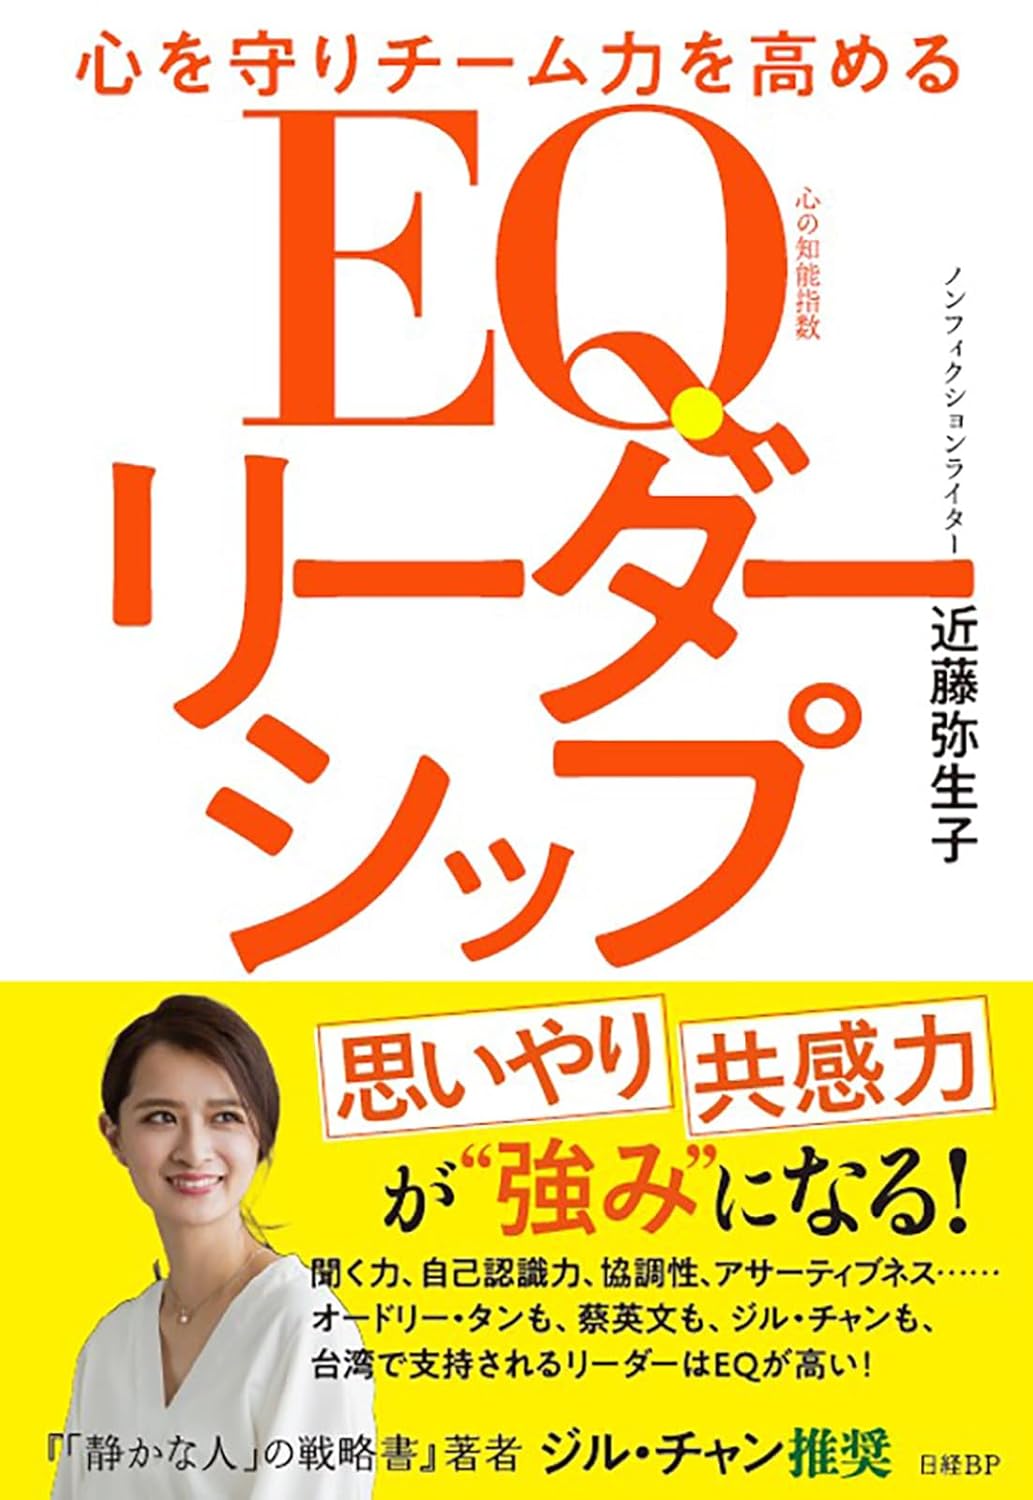 心を守りチーム力を高める
EQ
心の知能指数
リーダー
シップ
ノンフィクションライター
近藤弥生子
思いやり 共感力
が“強み”になる!
聞く力、自己認識力、協調性、アサーティブネス……
オードリー・タンも、蔡英文も、ジル・チャンも、
台湾で支持されるリーダーはEQが高い!
『「静かな人」の戦略書』著者 ジル・チャン推奨 日経BP